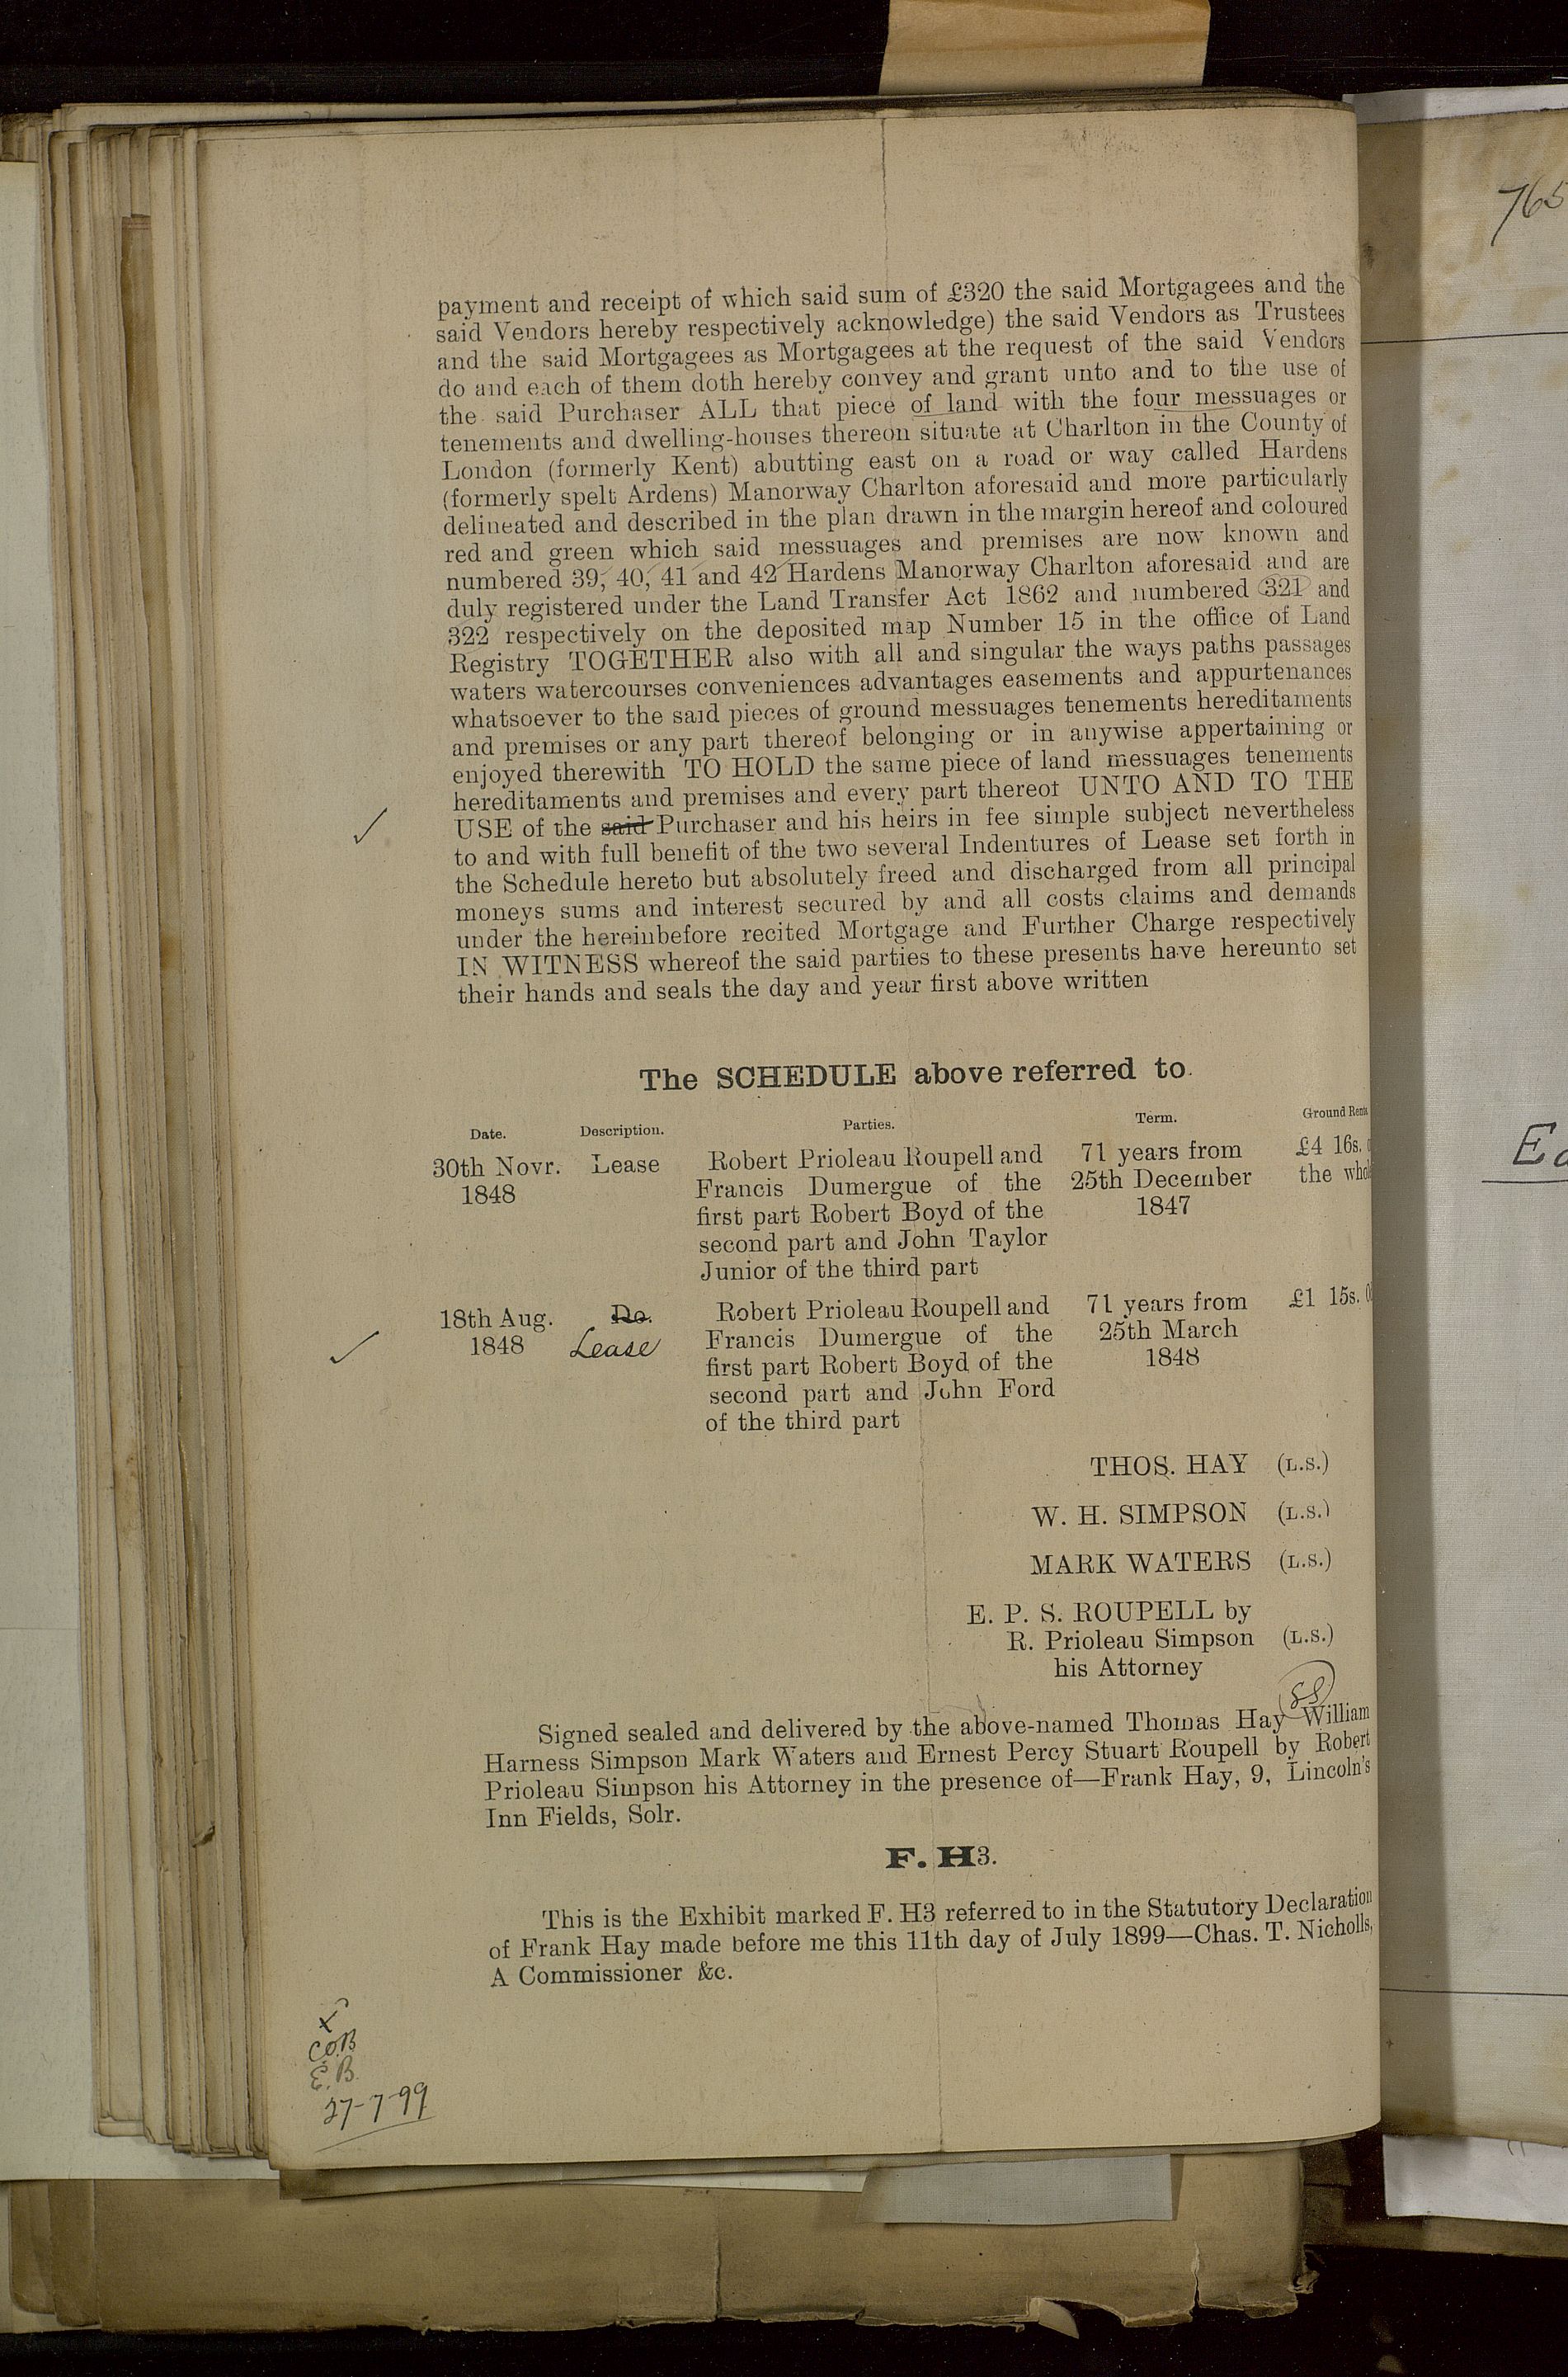 payment and receipt of which said sum of £320 the said Mortgagees and the
said Vendors hereby respectively acknowledge) the said Vendors as Trustees
and the said Mortgagees as Mortgagees at the request of the said Vendors
do and each of them doth hereby convey and grant unto and to the use of
the said Purchaser ALL that piece of land with the four messuages or
tenements and dwelling-houses thereon situate at Charlton in the County of
London (formerly Kent) abutting east on a road or way called Hardens
(formerly spelt Ardens) Manorway Charlton aforesaid and more particularly
delineated and described in the plan drawn in the margin hereof and coloured
red and green which said messuages and premises are now known and
numbered 39, 40, 41 and 42 Hardens Manorway Charlton aforesaid and are
duly registered under the Land Transfer Act 1862 and numbered 321 and
322 respectively on the deposited map Number 15 in the office of Land
Registry TOGETHER also with all and singular the ways paths passages
waters watercourses conveniences advantages easements and appurtenances
whatsoever to the said pieces of ground messuages tenements hereditaments
and premises or any part thereof belonging or in anywise appertaining or
enjoyed therewith TO HOLD the same piece of land messuages tenements
hereditaments and premises and every part thereof UNTO AND TO THE
USE of the said Purchaser and his heirs in fee simple subject nevertheless
to and with full benefit of the two several Indentures of Lease set forth in
the Schedule hereto but absolutely freed and discharged from all principal
moneys sums and interest secured by and all costs claims and demands
under the hereinbefore recited Mortgage and Further Charge respectively
IN WITNESS whereof the said parties to these presents have hereunto set
their hands and seals the day and year first above written
The SCHEDULE above referred to.
Date. Description. Parties. Term. Ground Rents
30th Novr. Lease Robert Prioleau Roupell and 71 years from £4 16s.
1848 Francis Dumergue of the 25th December the
first part Robert Boyd of the 1847
second part and John Taylor
Junior of the third part
18th Aug. Do. Robert Prioleau Roupell and 71 years from £1 15s.
1848 Lease Francis Dumergue of the 25th March
first part Robert Boyd of the 1848
second part and John Ford
of the third part
THOS. HAY (L.S.)
W. H. SIMPSON (L.S.)
MARK WATERS (L.S.)
E. P. S. ROUPELL by
R. Prioleau Simpson (L.S.)
his Attorney
Signed sealed and delivered by the above-named Thomas Hay William
Harness Simpson Mark Waters and Ernest Percy Stuart Roupell by Robert
Prioleau Simpson his Attorney in the presence of—Frank Hay, 9, Lincoln's
Inn Fields, Solr.
F. H3.
This is the Exhibit marked F. H3 referred to in the Statutory Declaration
of Frank Hay made before me this 11th day of July 1899—Chas. T. Nicholls,
A Commissioner &c.
E.B.
27-7-99
765